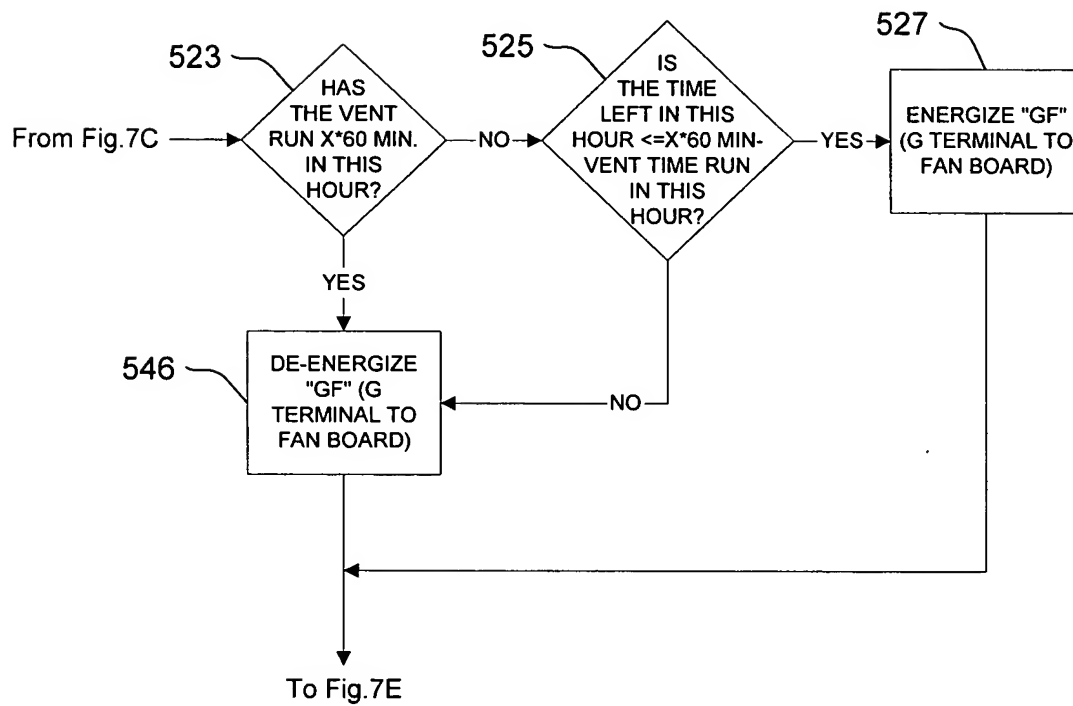 523
HAS
THE VENT
RUN X*60 MIN.
IN THIS
HOUR?
From Fig.7C
NO
525
IS
THE TIME
LEFT IN THIS
HOUR <=X*60 MIN-
VENT TIME RUN
IN THIS
HOUR?
YES
527
ENERGIZE "GF"
(G TERMINAL TO
FAN BOARD)
YES
546
DE-ENERGIZE
"GF" (G
TERMINAL TO
FAN BOARD)
NO
To Fig.7E